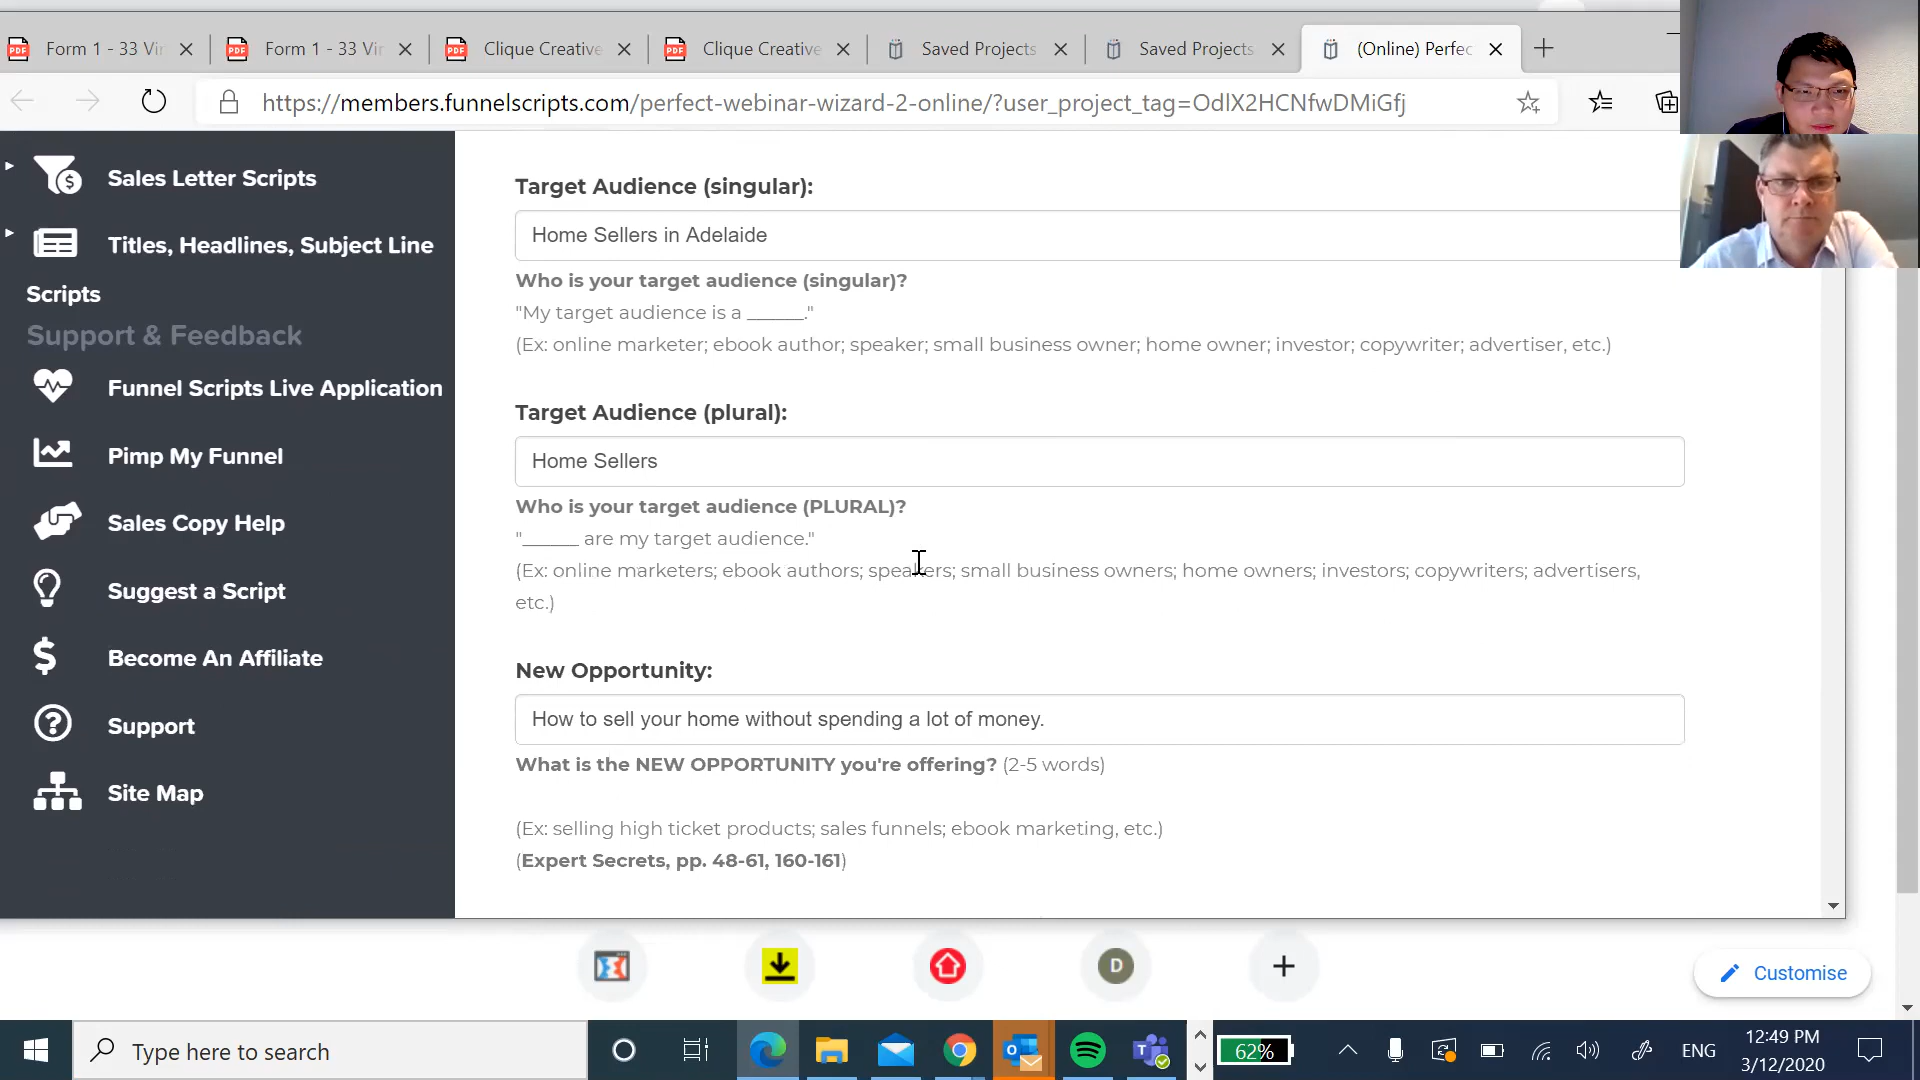 Form 1 - 33 Vir
Form 1 - 33 Vir
Clique Creative
Clique Creative
Saved Projects
Saved Projects
(Online) Perfec
https://members.funnelscripts.com/perfect-webinar-wizard-2-online/?user_project_tag=OdlX2HCNfwDMiGfj
Sales Letter Scripts
Titles, Headlines, Subject Line
Scripts
Support & Feedback
Funnel Scripts Live Application
Pimp My Funnel
Sales Copy Help
Suggest a Script
Become An Affiliate
Support
Site Map
Target Audience (singular):
Home Sellers in Adelaide
Who is your target audience (singular)?
"My target audience is a ______."
(Ex: online marketer; ebook author; speaker; small business owner; home owner; investor; copywriter; advertiser, etc.)
Target Audience (plural):
Home Sellers
Who is your target audience (PLURAL)?
"______ are my target audience."
(Ex: online marketers; ebook authors; speakers; small business owners; home owners; investors; copywriters; advertisers,
etc.)
New Opportunity:
How to sell your home without spending a lot of money.
What is the NEW OPPORTUNITY you're offering? (2-5 words)
(Ex: selling high ticket products; sales funnels; ebook marketing, etc.)
(Expert Secrets, pp. 48-61, 160-161)
D
Customise
Type here to search
62%
ENG
12:49 PM
3/12/2020